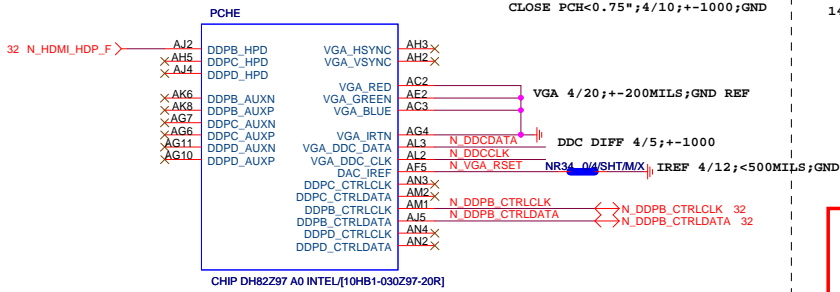 CLOSE PCH<0.75";4/10;+-1000;GND
14
PCHE
32 N_HDMI_HDP_F
AJ2 DDPB_HPD
AH5 DDPC_HPD
AJ4 DDPD_HPD
AK6 DDPB_AUXN
AK8 DDPB_AUXP
AG7 DDPC_AUXN
AG6 DDPC_AUXP
AG11 DDPD_AUXN
AG10 DDPD_AUXP
VGA_HSYNC AH3
VGA_VSYNC AH2
VGA_RED AC2
VGA_GREEN AE2
VGA_BLUE AC3
VGA 4/20;+-200MILS;GND REF
VGA_IRTN AG4
VGA_DDC_DATA AL3 N_DDCDATA
DDC DIFF 4/5;+-1000
VGA_DDC_CLK AL2 N_DDCCLK
DAC_IREF AF5 N_VGA_RSET NR34 0/4/SHT/M/X IREF 4/12;<500MILS;GND
DDPC_CTRLCLK AN3
DDPC_CTRLDATA AM2
DDPB_CTRLCLK AM1 N_DDPB_CTRLCLK N_DDPB_CTRLCLK 32
DDPB_CTRLDATA AJ5 N_DDPB_CTRLDATA N_DDPB_CTRLDATA 32
DDPD_CTRLCLK AN4
DDPD_CTRLDATA AN2
CHIP DH82Z97 A0 INTEL/[10HB1-030Z97-20R]